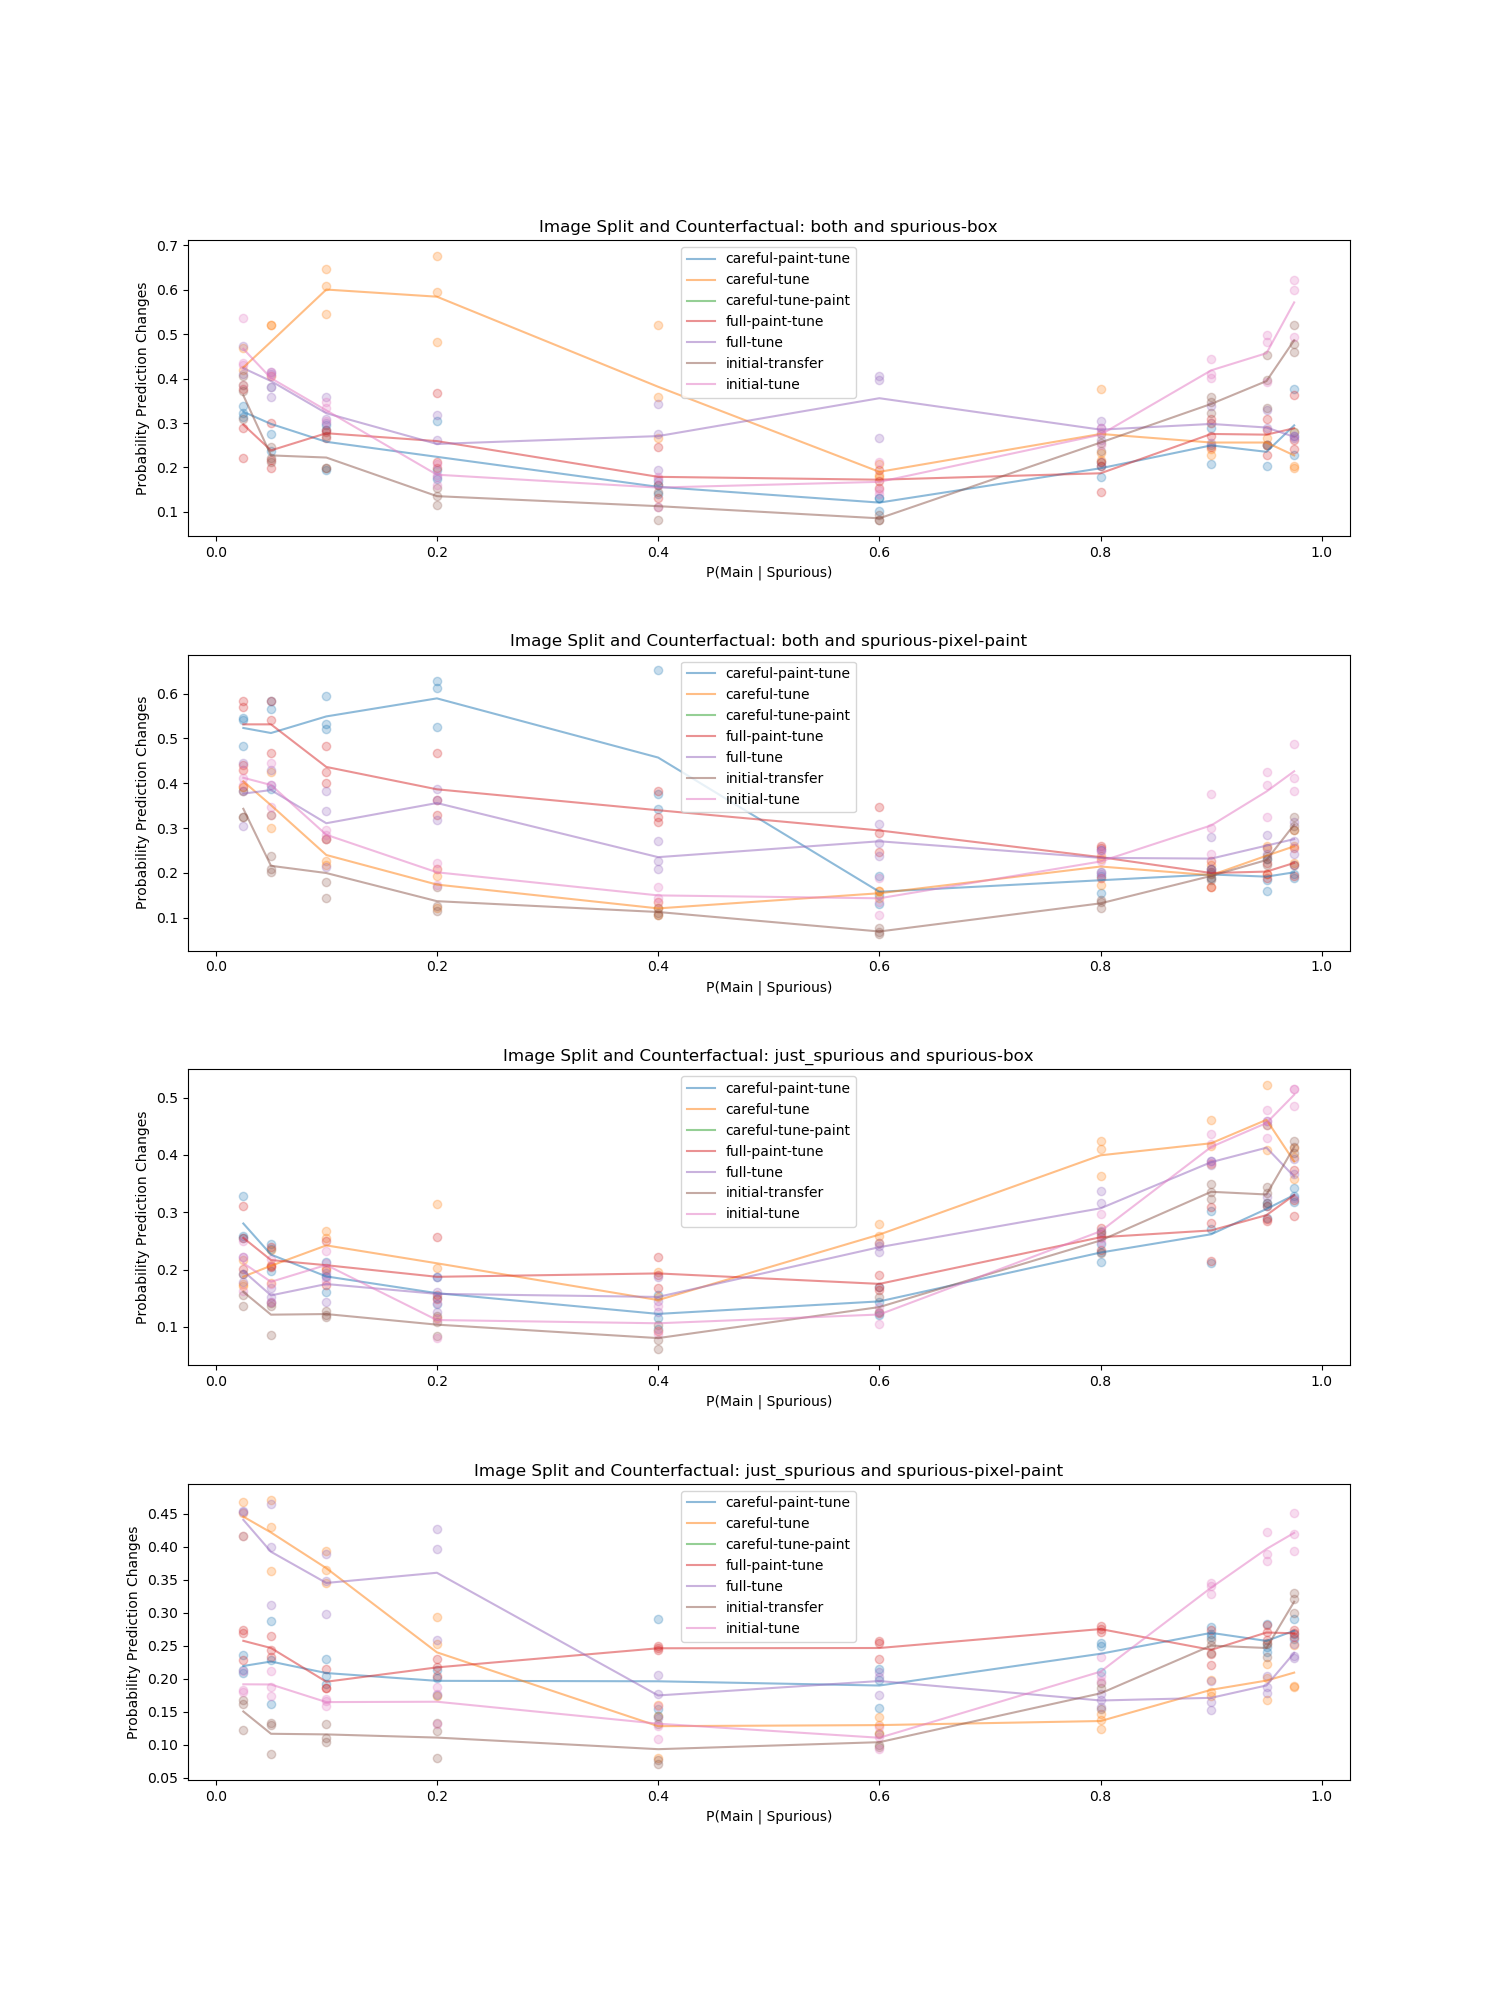 Image Split and Counterfactual: both and spurious-box
Probability Prediction Changes
0.7
0.6
0.5
0.4
0.3
0.2
0.1
careful-paint-tune
careful-tune
careful-tune-paint
full-paint-tune
full-tune
initial-transfer
initial-tune
0.0 0.2 0.4 0.6 0.8 1.0
P(Main | Spurious)
Image Split and Counterfactual: both and spurious-pixel-paint
Probability Prediction Changes
0.6
0.5
0.4
0.3
0.2
0.1
careful-paint-tune
careful-tune
careful-tune-paint
full-paint-tune
full-tune
initial-transfer
initial-tune
0.0 0.2 0.4 0.6 0.8 1.0
P(Main | Spurious)
Image Split and Counterfactual: just_spurious and spurious-box
Probability Prediction Changes
0.5
0.4
0.3
0.2
0.1
careful-paint-tune
careful-tune
careful-tune-paint
full-paint-tune
full-tune
initial-transfer
initial-tune
0.0 0.2 0.4 0.6 0.8 1.0
P(Main | Spurious)
Image Split and Counterfactual: just_spurious and spurious-pixel-paint
Probability Prediction Changes
0.45
0.40
0.35
0.30
0.25
0.20
0.15
0.10
0.05
careful-paint-tune
careful-tune
careful-tune-paint
full-paint-tune
full-tune
initial-transfer
initial-tune
0.0 0.2 0.4 0.6 0.8 1.0
P(Main | Spurious)